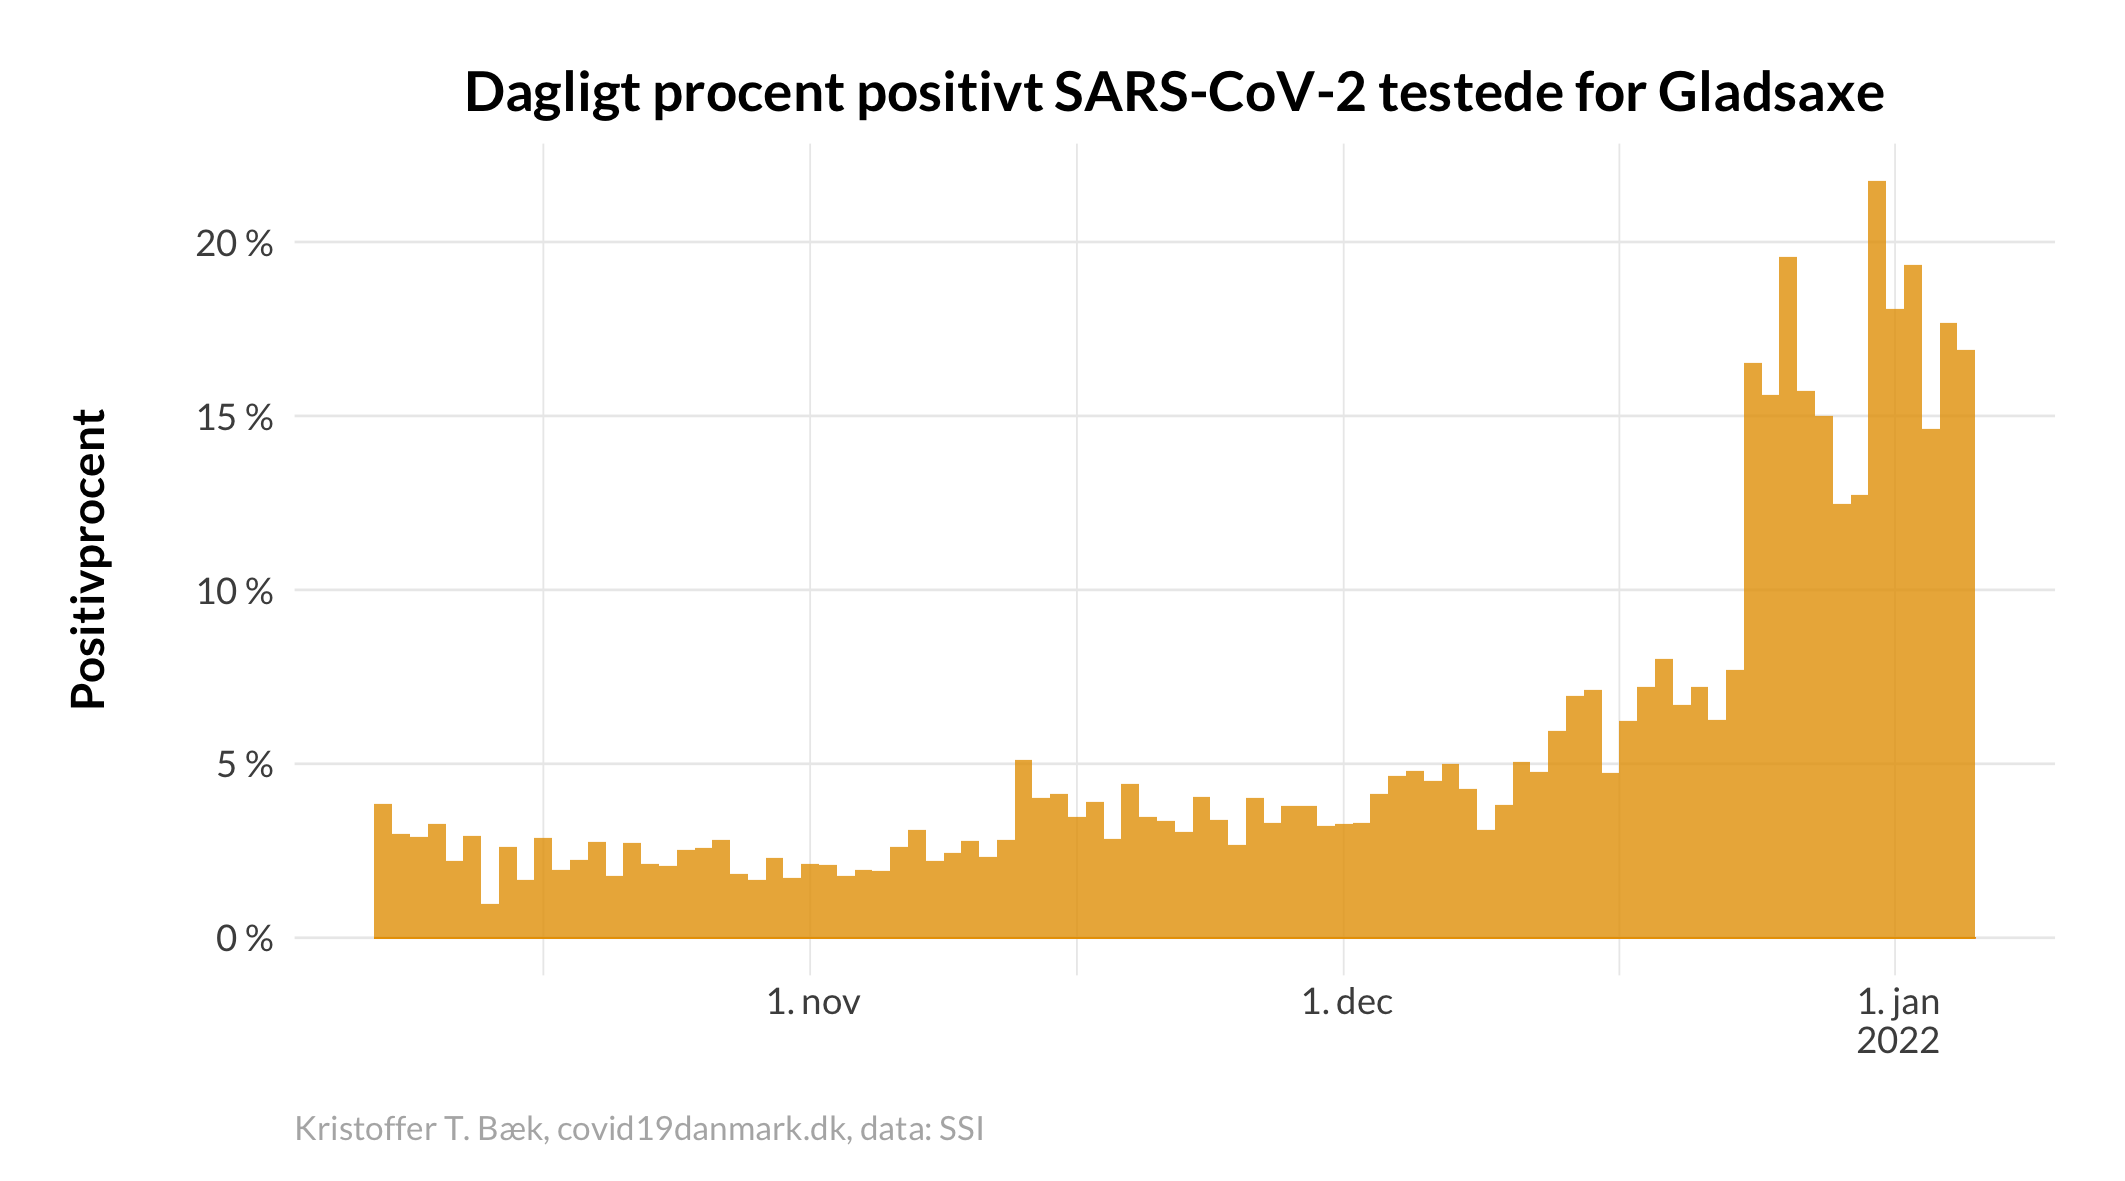 Dagligt procent positivt SARS-CoV-2 testede for Gladsaxe
Positivprocent
20 %
15 %
10 %
5 %
0 %
1. nov
1. dec
1. jan
2022
Kristoffer T. Bæk, covid19danmark.dk, data: SSI